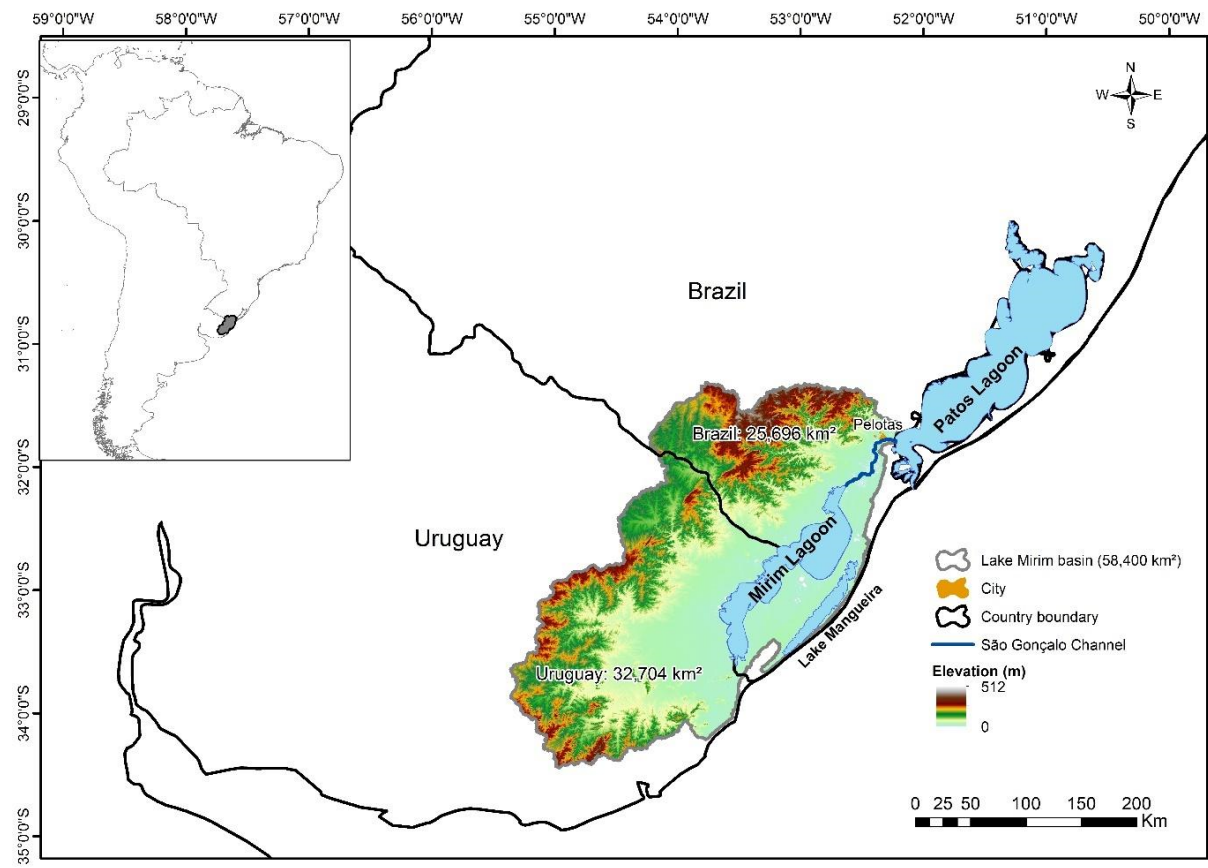 59°0'0"W 58°0'0"W 57°0'0"W 56°0'0"W 55°0'0"W 54°0'0"W 53°0'0"W 52°0'0"W 51°0'0"W 50°0'0"W
29°0'0"S
30°0'0"S
31°0'0"S
32°0'0"S
33°0'0"S
34°0'0"S
35°0'0"S
N
W E
S
Brazil
Patos Lagoon
Pelotas
Brazil: 25,696 km²
Uruguay
Mirim Lagoon
Lake Mangueira
Uruguay: 32,704 km²
Lake Mirim basin (58,400 km²)
City
Country boundary
São Gonçalo Channel
Elevation (m)
512
0
0 25 50 100 150 200
Km